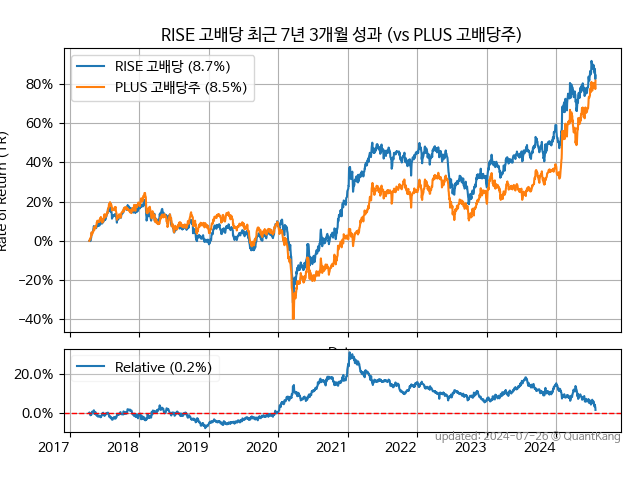 RISE 고배당 최근 7년 3개월 성과 (vs PLUS 고배당주)
RISE 고배당 (8.7%)
PLUS 고배당주 (8.5%)
80%
60%
40%
20%
0%
−20%
−40%
Rate of Return (TR)
Relative (0.2%)
20.0%
0.0%
2017 2018 2019 2020 2021 2022 2023 2024
updated: 2024-07-26 © QuantKang